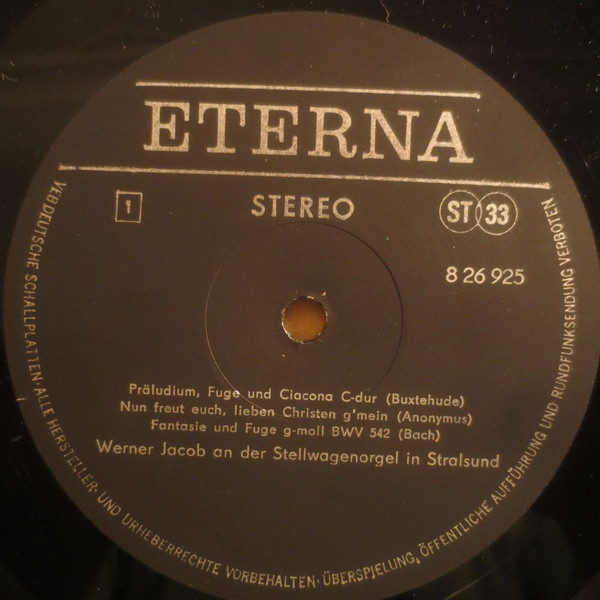 ETERNA
1
STEREO
ST 33
8 26 925
Präludium, Fuge und Ciacona C-dur (Buxtehude)
Nun freut euch, lieben Christen g'mein (Anonymus)
Fantasie und Fuge g-moll BWV 542 (Bach)
Werner Jacob an der Stellwagenorgel in Stralsund
VEB DEUTSCHE SCHALLPLATTEN · ALLE HERSTELLER- UND URHEBERRECHTE VORBEHALTEN · ÜBERSPIELUNG, ÖFFENTLICHE AUFFÜHRUNG UND RUNDFUNKSENDUNG VERBOTEN